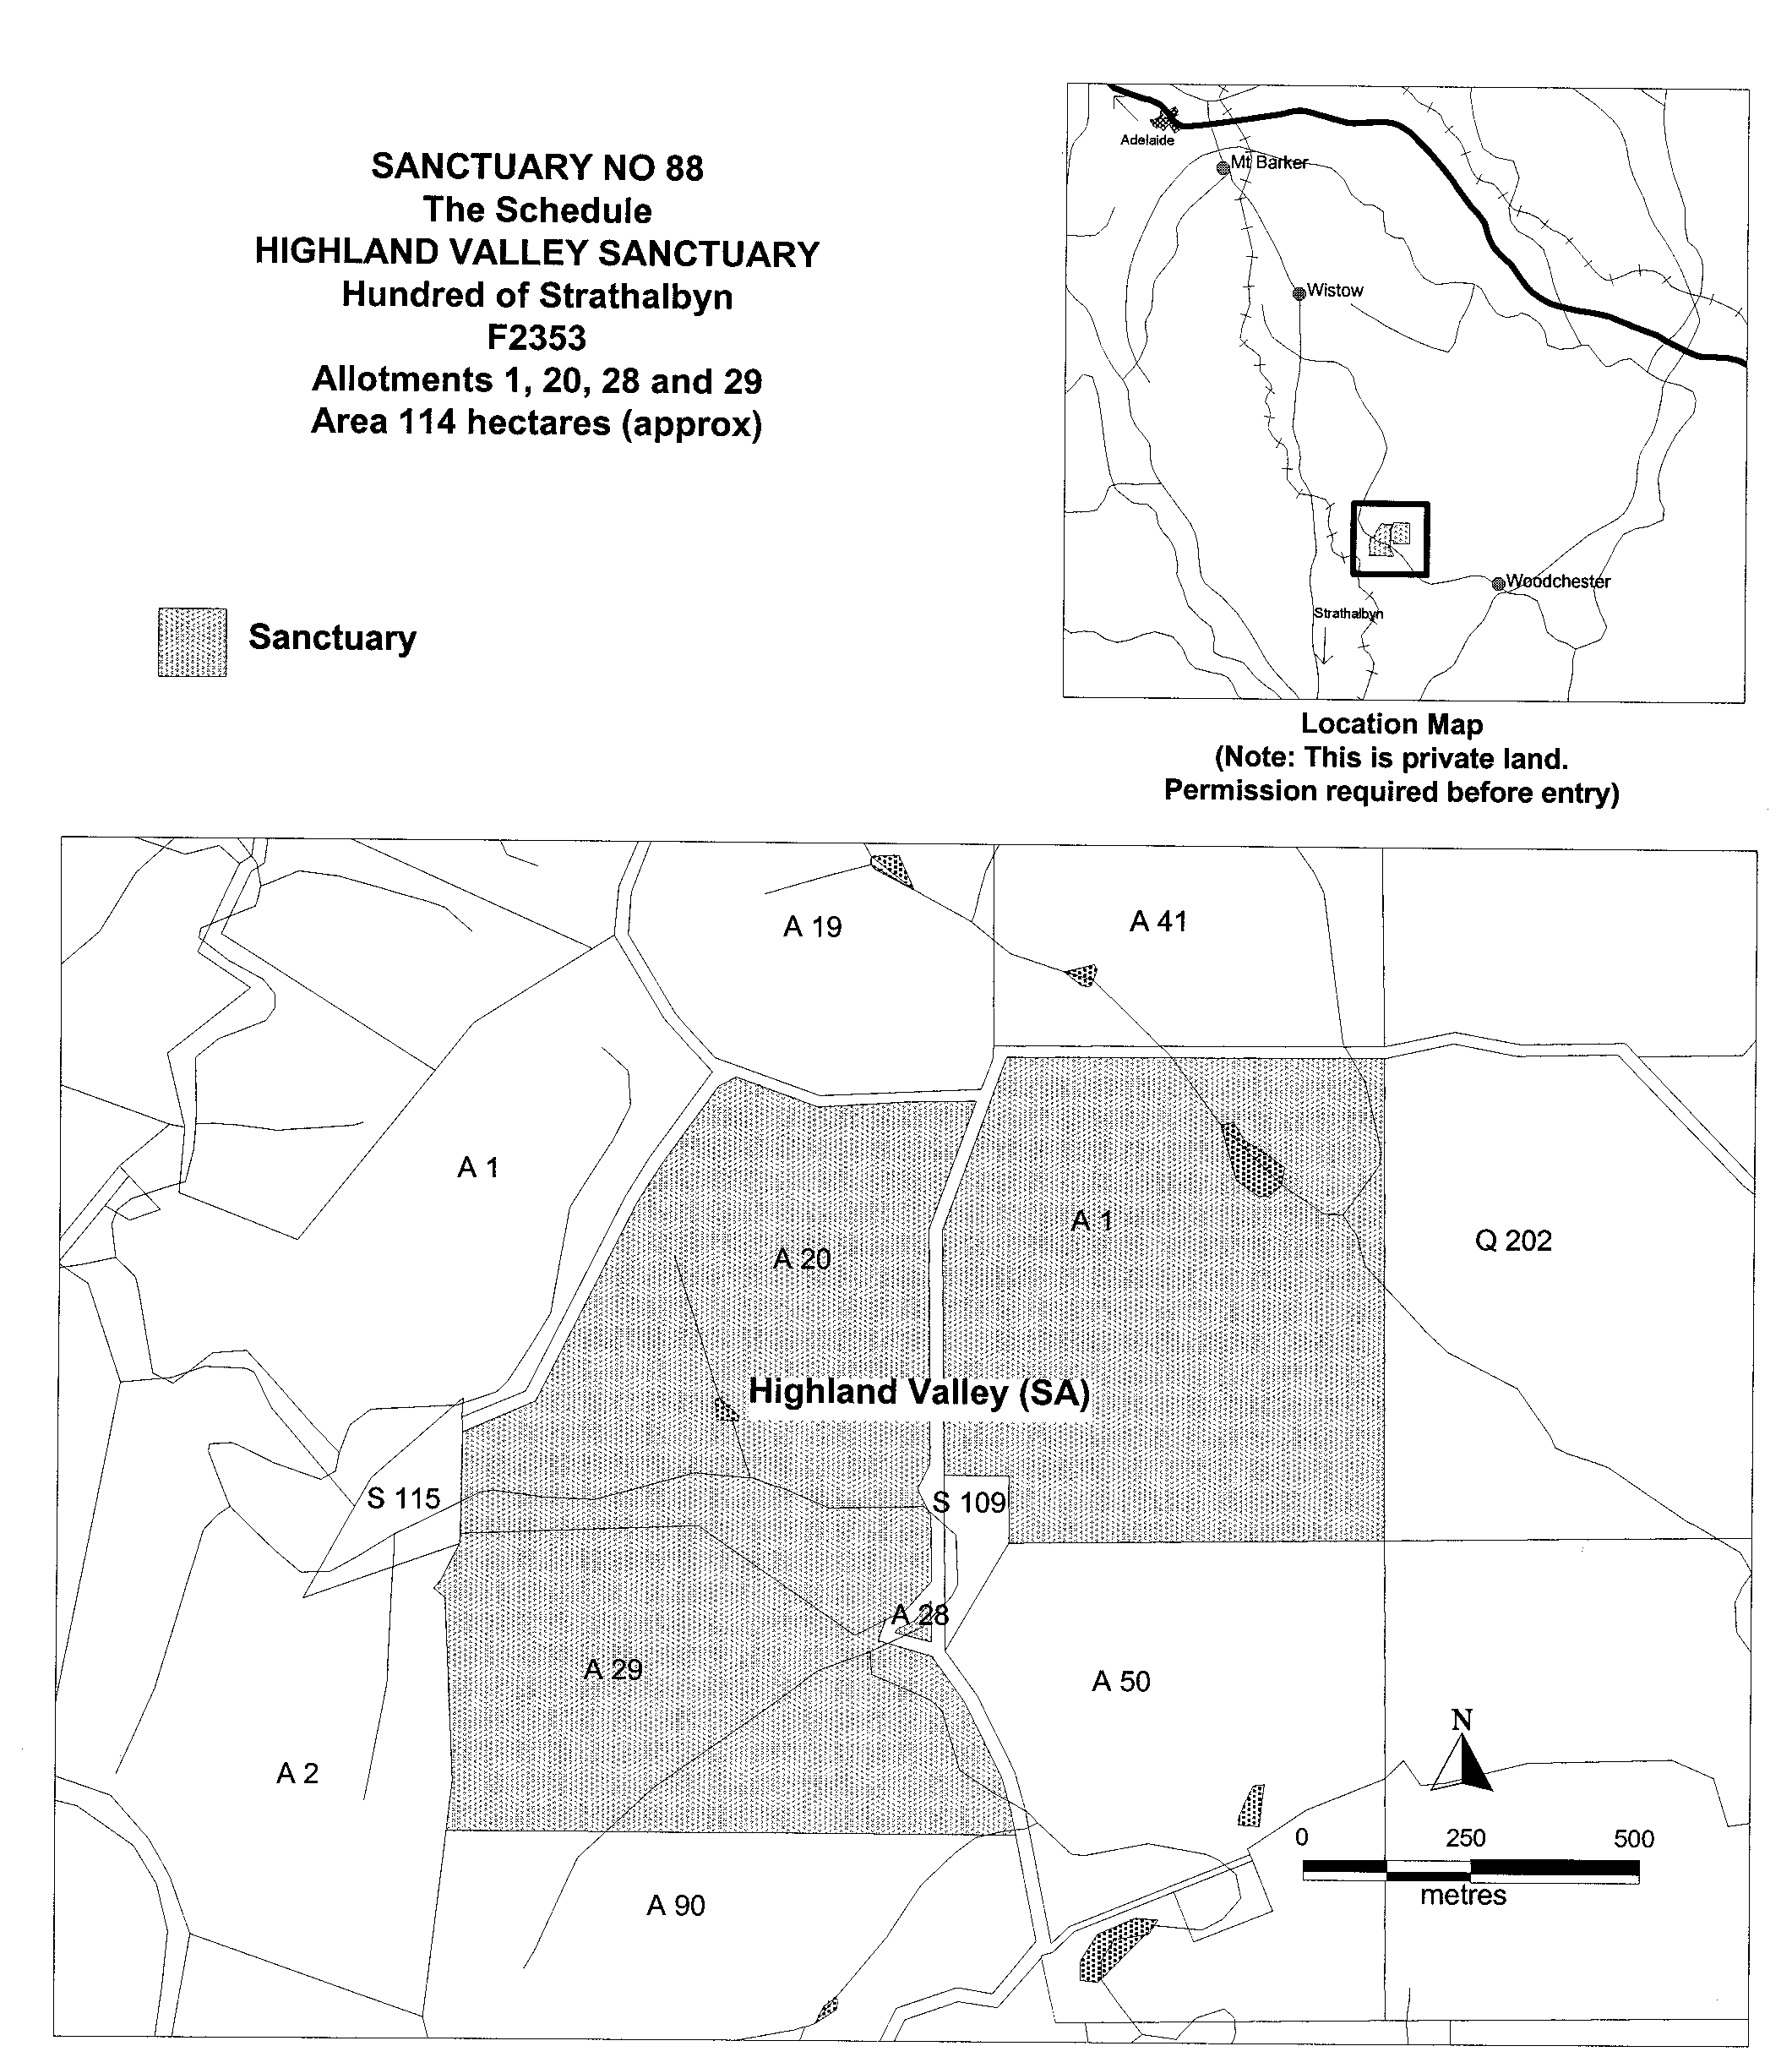 SANCTUARY NO 88
The Schedule
HIGHLAND VALLEY SANCTUARY
Hundred of Strathalbyn
F2353
Allotments 1, 20, 28 and 29
Area 114 hectares (approx)
Sanctuary
Adelaide
Mt Barker
Wistow
Woodchester
Strathalbyn
Location Map
(Note: This is private land.
Permission required before entry)
A 19
A 41
A 1
A 1
A 20
Q 202
Highland Valley (SA)
S 115
S 109
A 28
A 29
A 50
N
A 2
0 250 500
metres
A 90